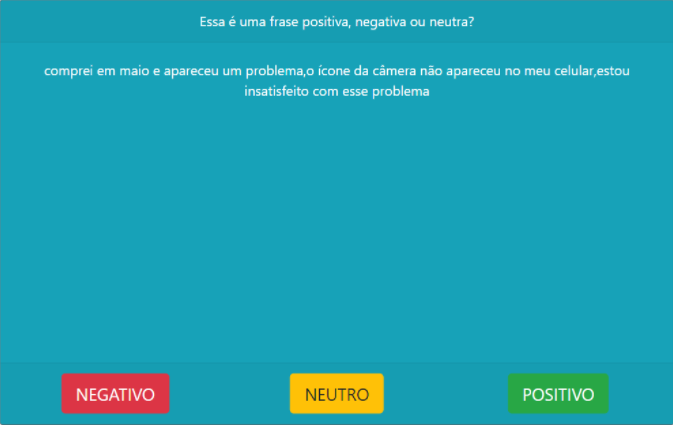 Essa é uma frase positiva, negativa ou neutra?
comprei em maio e apareceu um problema,o ícone da câmera não apareceu no meu celular,estou
insatisfeito com esse problema
NEGATIVO
NEUTRO
POSITIVO